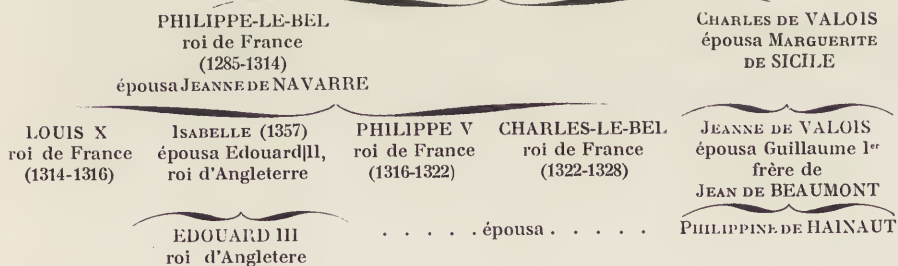 PHILIPPE-LE-BEL
roi de France
(1285-1314)
épousa JEANNE DE NAVARRE
CHARLES DE VALOIS
épousa MARGUERITE
DE SICILE
LOUIS X
roi de France
(1314-1316)
ISABELLE (1357)
épousa Edouard II,
roi d'Angleterre
PHILIPPE V
roi de France
(1316-1322)
CHARLES-LE-BEL
roi de France
(1322-1328)
JEANNE DE VALOIS
épousa Guillaume 1er
frère de
JEAN DE BEAUMONT
EDOUARD III
roi d'Angletere
. . . . . épousa . . . . .
PHILIPPINE DE HAINAUT